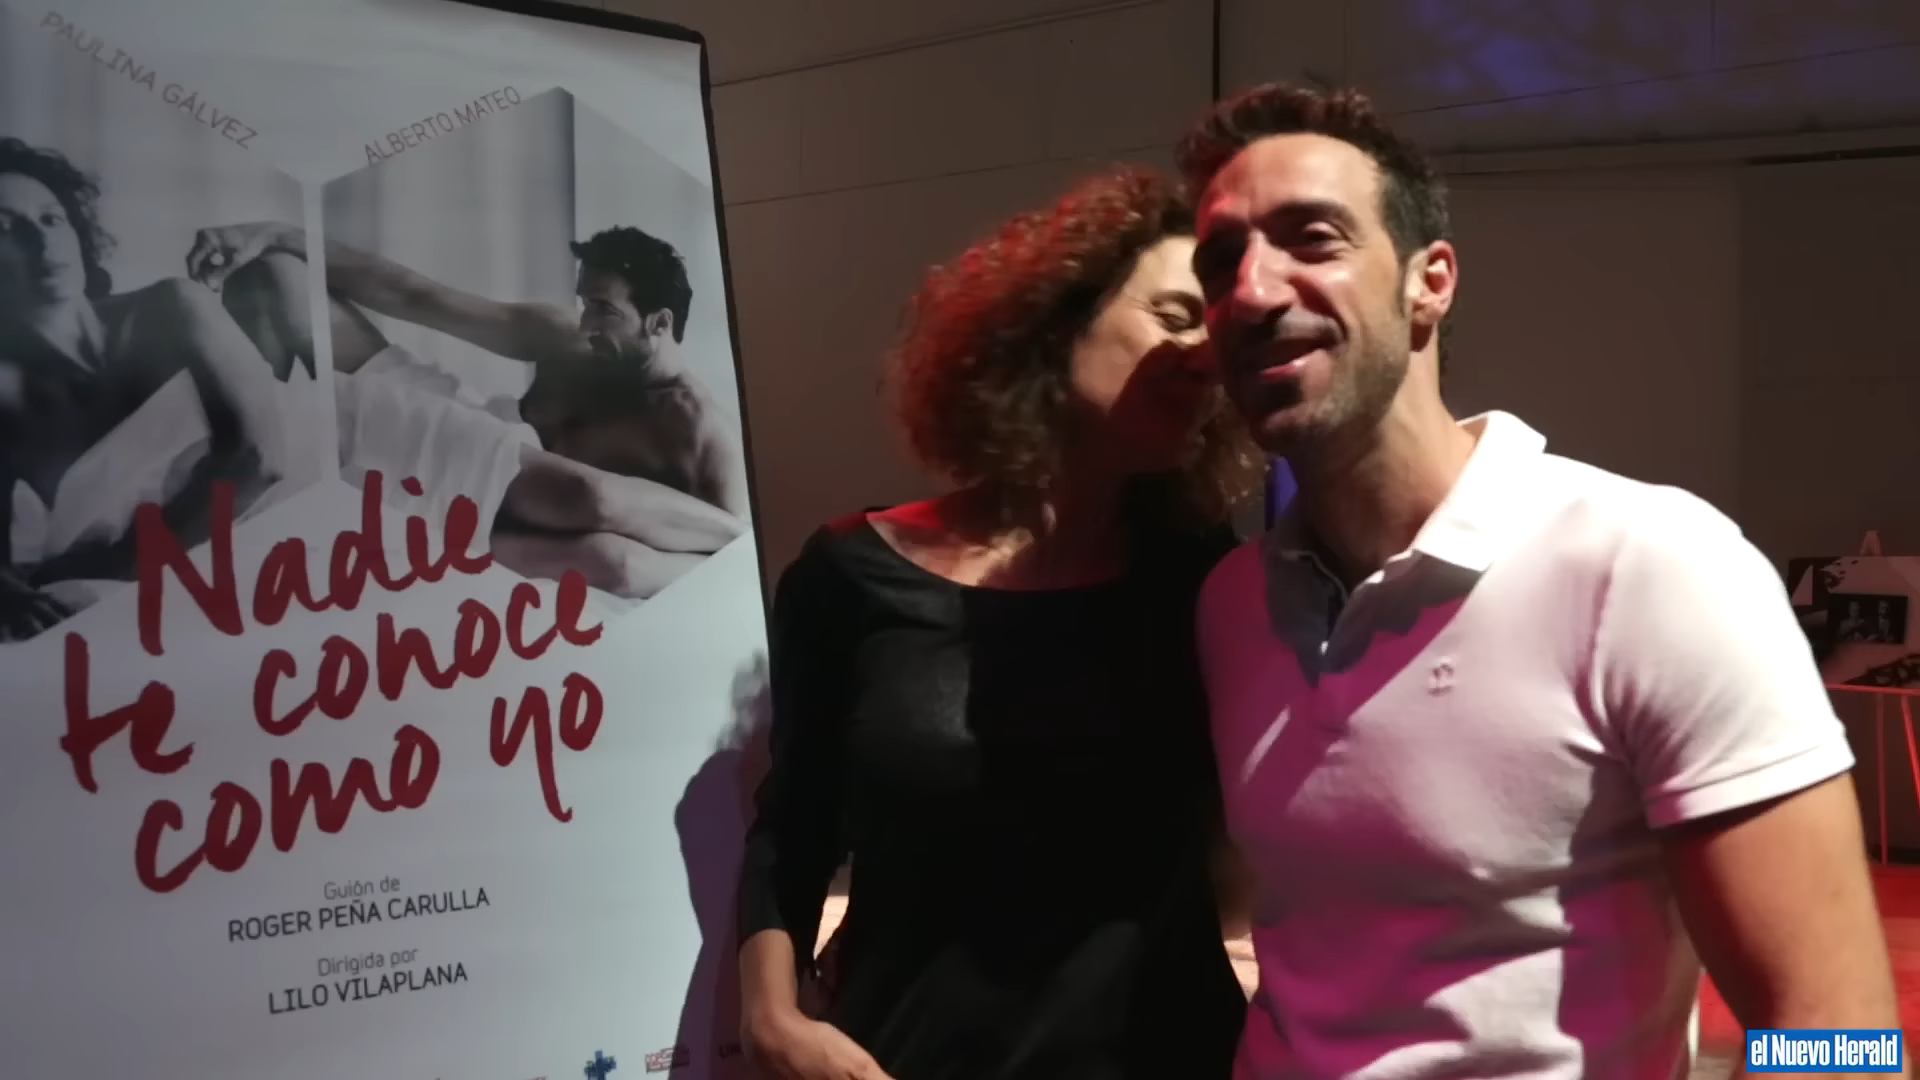 PAULINA GÁLVEZ
ALBERTO MATEO
Nadie
te conoce
como yo
Guión de
ROGER PEÑA CARULLA
Dirigida por
LILO VILAPLANA
el Nuevo Herald